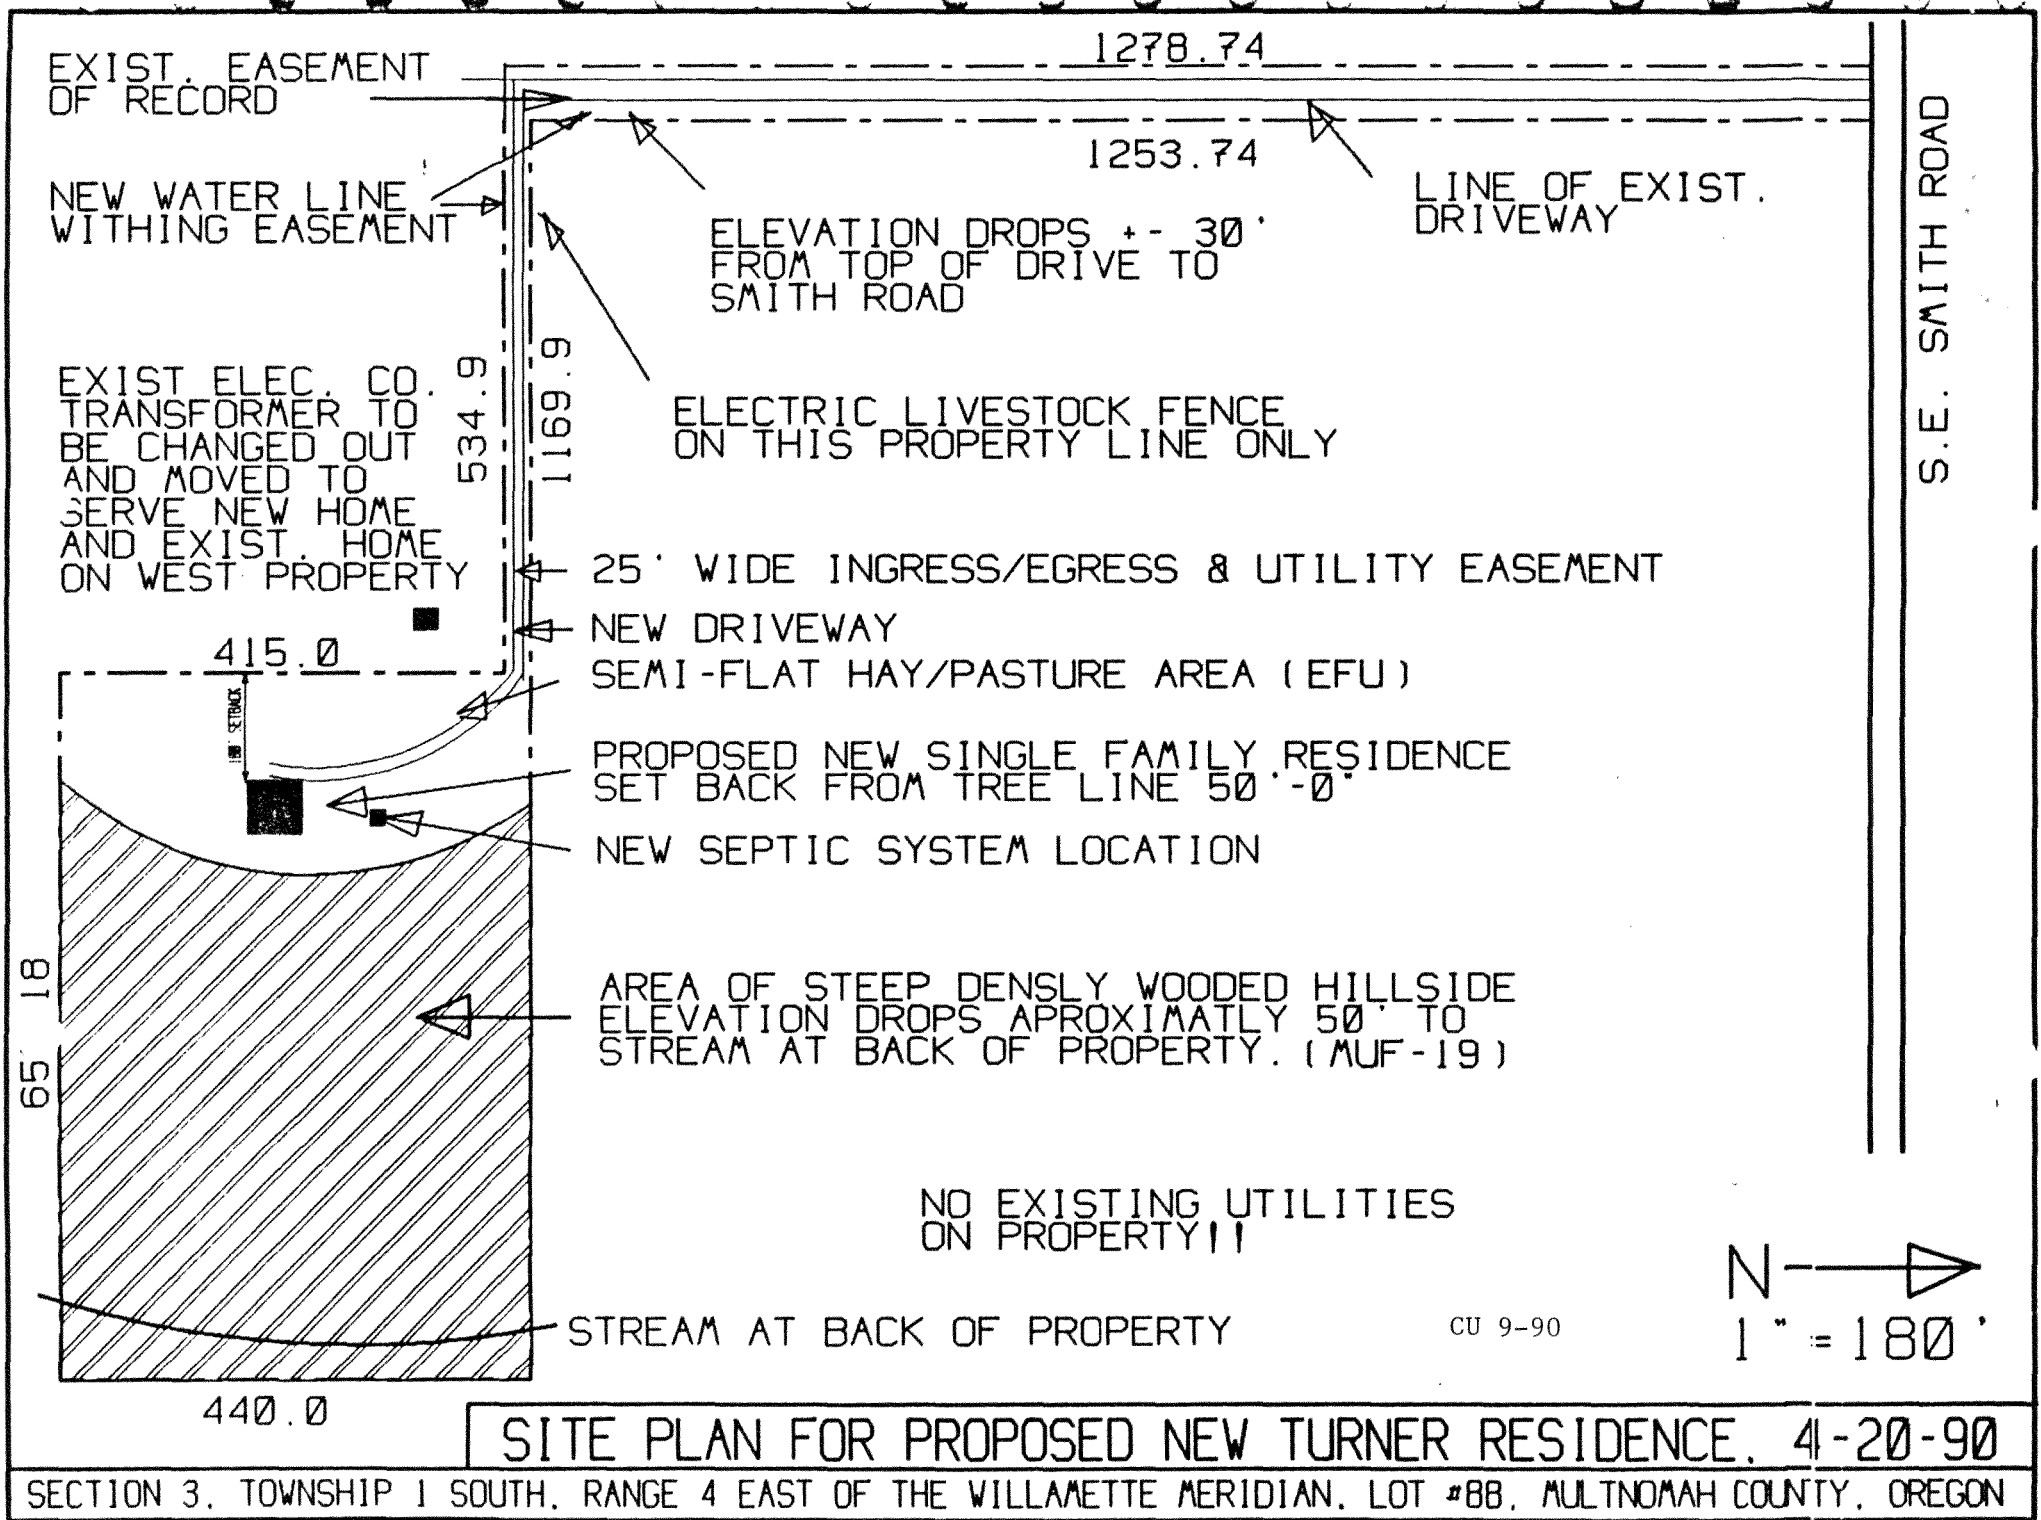 1278.74
EXIST. EASEMENT
OF RECORD
1253.74
NEW WATER LINE
WITHING EASEMENT
LINE OF EXIST.
DRIVEWAY
S.E. SMITH ROAD
ELEVATION DROPS +- 30'
FROM TOP OF DRIVE TO
SMITH ROAD
534.9
1169.9
EXIST ELEC. CO.
TRANSFORMER TO
BE CHANGED OUT
AND MOVED TO
SERVE NEW HOME
AND EXIST. HOME
ON WEST PROPERTY
ELECTRIC LIVESTOCK FENCE
ON THIS PROPERTY LINE ONLY
25' WIDE INGRESS/EGRESS & UTILITY EASEMENT
NEW DRIVEWAY
415.0
SEMI-FLAT HAY/PASTURE AREA (EFU)
SETBACK
PROPOSED NEW SINGLE FAMILY RESIDENCE
SET BACK FROM TREE LINE 50'-0"
NEW SEPTIC SYSTEM LOCATION
65 18
AREA OF STEEP DENSLY WOODED HILLSIDE
ELEVATION DROPS APROXIMATLY 50' TO
STREAM AT BACK OF PROPERTY. (MUF-19)
NO EXISTING UTILITIES
ON PROPERTY!!
N
STREAM AT BACK OF PROPERTY
CU 9-90
1"=180'
440.0
SITE PLAN FOR PROPOSED NEW TURNER RESIDENCE. 4-20-90
SECTION 3, TOWNSHIP 1 SOUTH, RANGE 4 EAST OF THE WILLAMETTE MERIDIAN, LOT #88, MULTNOMAH COUNTY, OREGON